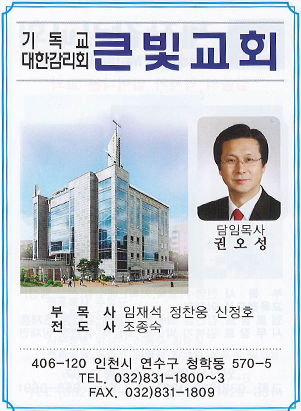 기 독 교
대한감리회
큰빛교회
담임목사
권오성
부 목 사 임재석 정찬웅 신정호
전 도 사 조종숙
406-120 인천시 연수구 청학동 570-5
TEL. 032)831-1800~3
FAX. 032)831-1809